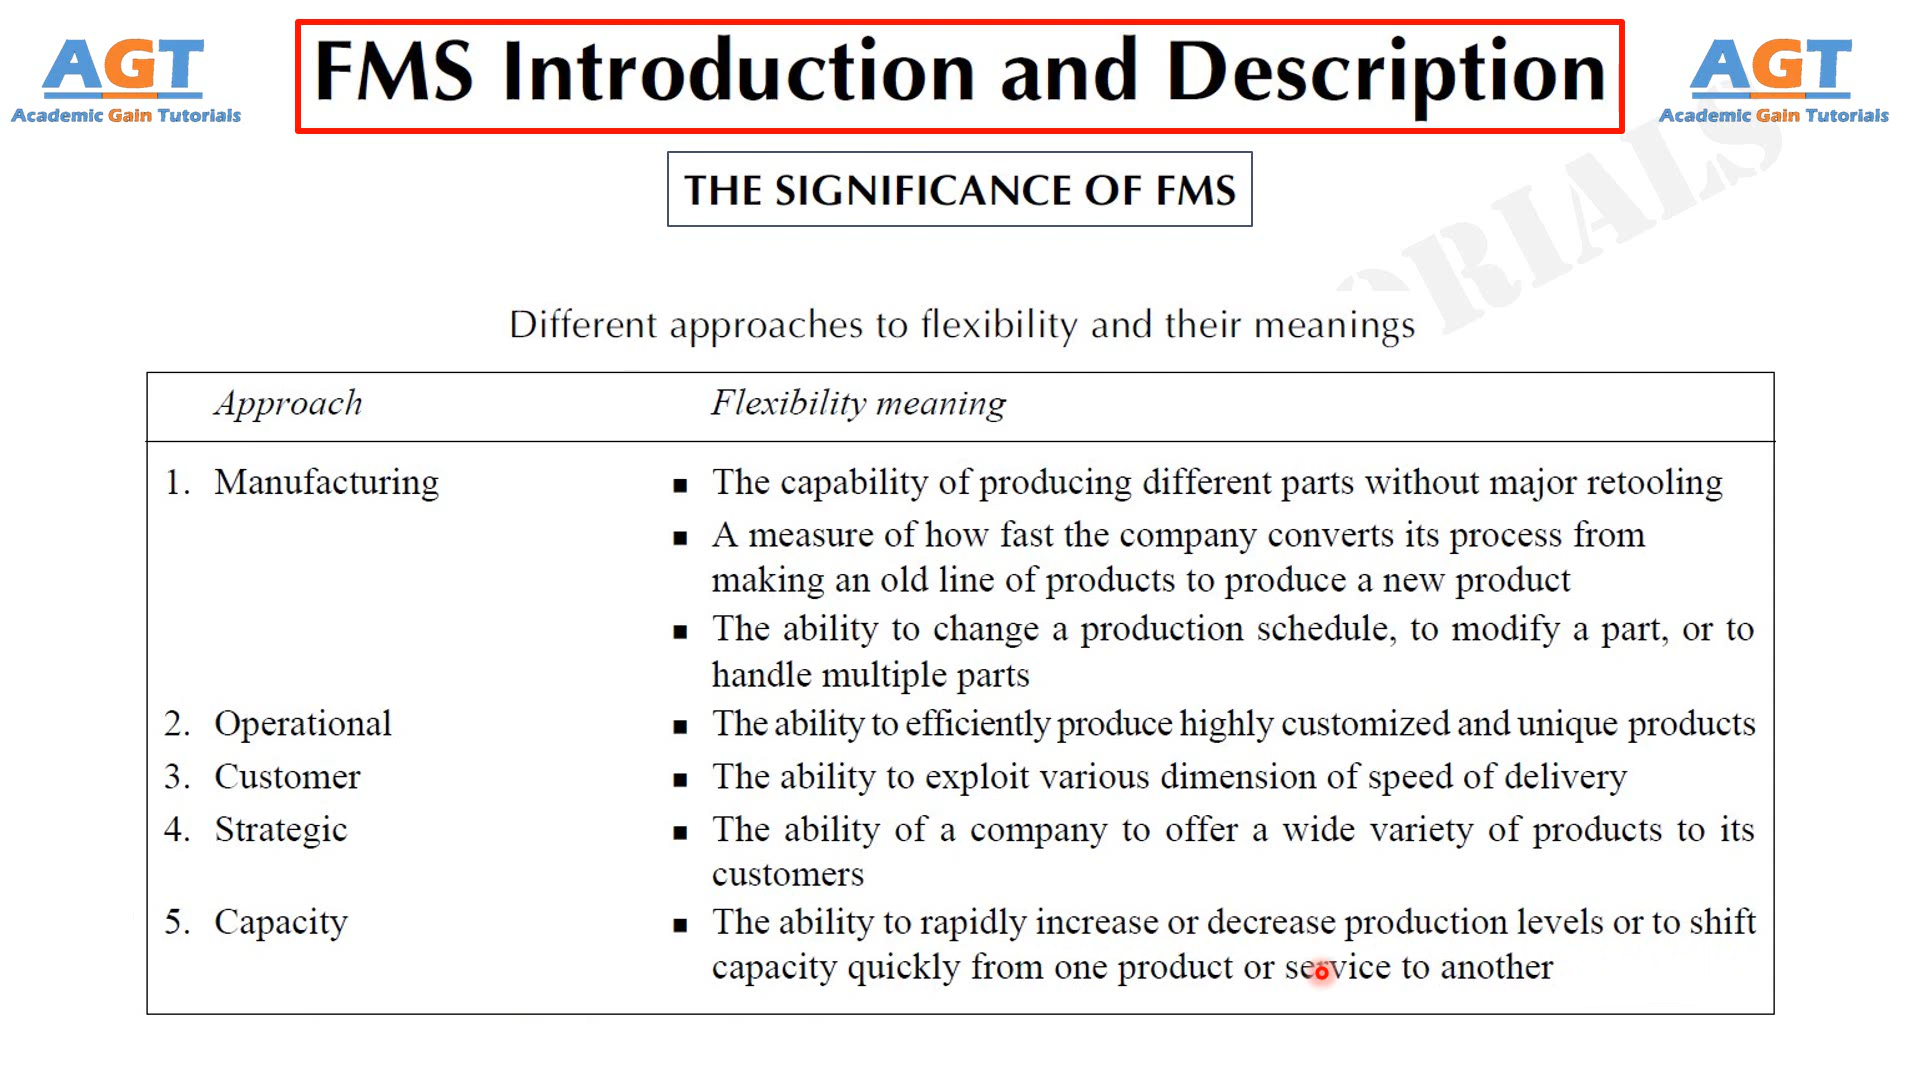 AGT
Academic Gain Tutorials
FMS Introduction and Description
AGT
Academic Gain Tutorials
THE SIGNIFICANCE OF FMS
RIALS
Different approaches to flexibility and their meanings
Approach Flexibility meaning
1. Manufacturing ▪ The capability of producing different parts without major retooling
▪ A measure of how fast the company converts its process from
making an old line of products to produce a new product
▪ The ability to change a production schedule, to modify a part, or to
handle multiple parts
2. Operational ▪ The ability to efficiently produce highly customized and unique products
3. Customer ▪ The ability to exploit various dimension of speed of delivery
4. Strategic ▪ The ability of a company to offer a wide variety of products to its
customers
5. Capacity ▪ The ability to rapidly increase or decrease production levels or to shift
capacity quickly from one product or service to another